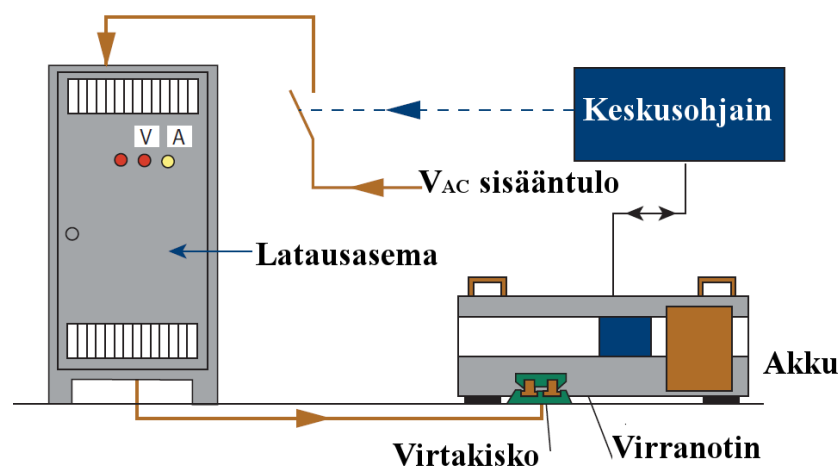 V A
Keskusohjain
VAC sisääntulo
Latausasema
Akku
Virtakisko
Virranotin